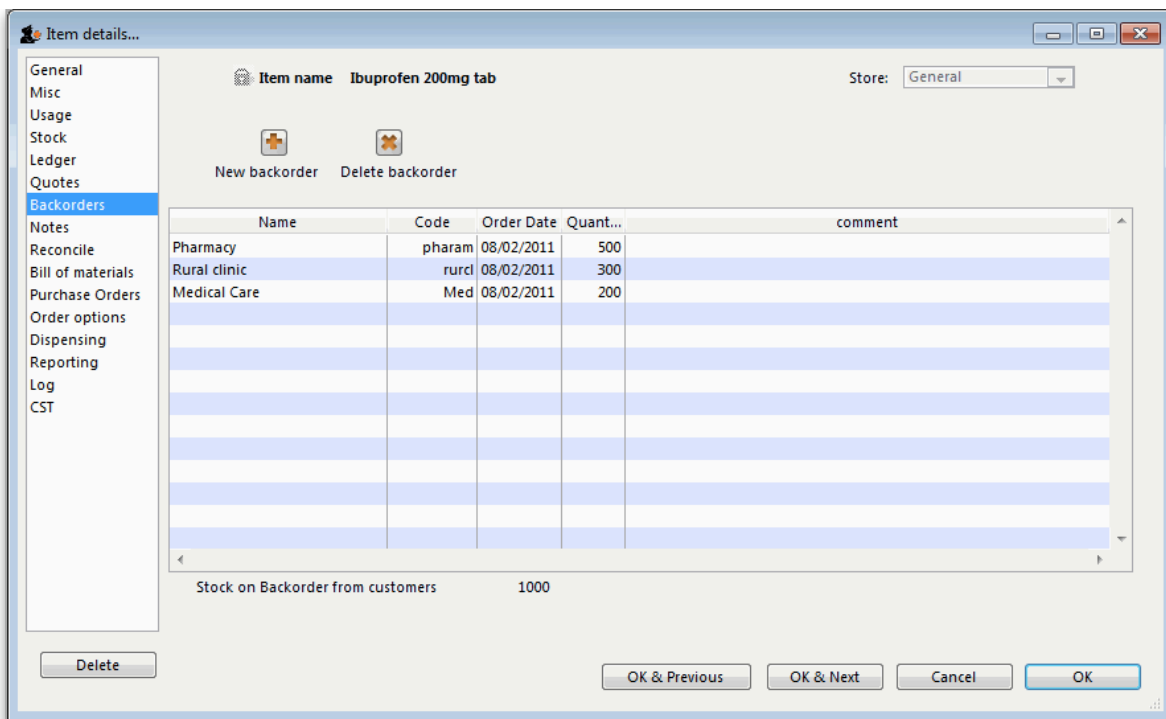 Item details...
General
Misc
Usage
Stock
Ledger
Quotes
Backorders
Notes
Reconcile
Bill of materials
Purchase Orders
Order options
Dispensing
Reporting
Log
CST
Delete
Item name Ibuprofen 200mg tab Store: General
New backorder Delete backorder
Name Code Order Date Quant... comment
Pharmacy pharam 08/02/2011 500
Rural clinic rurcl 08/02/2011 300
Medical Care Med 08/02/2011 200
Stock on Backorder from customers 1000
OK & Previous OK & Next Cancel OK